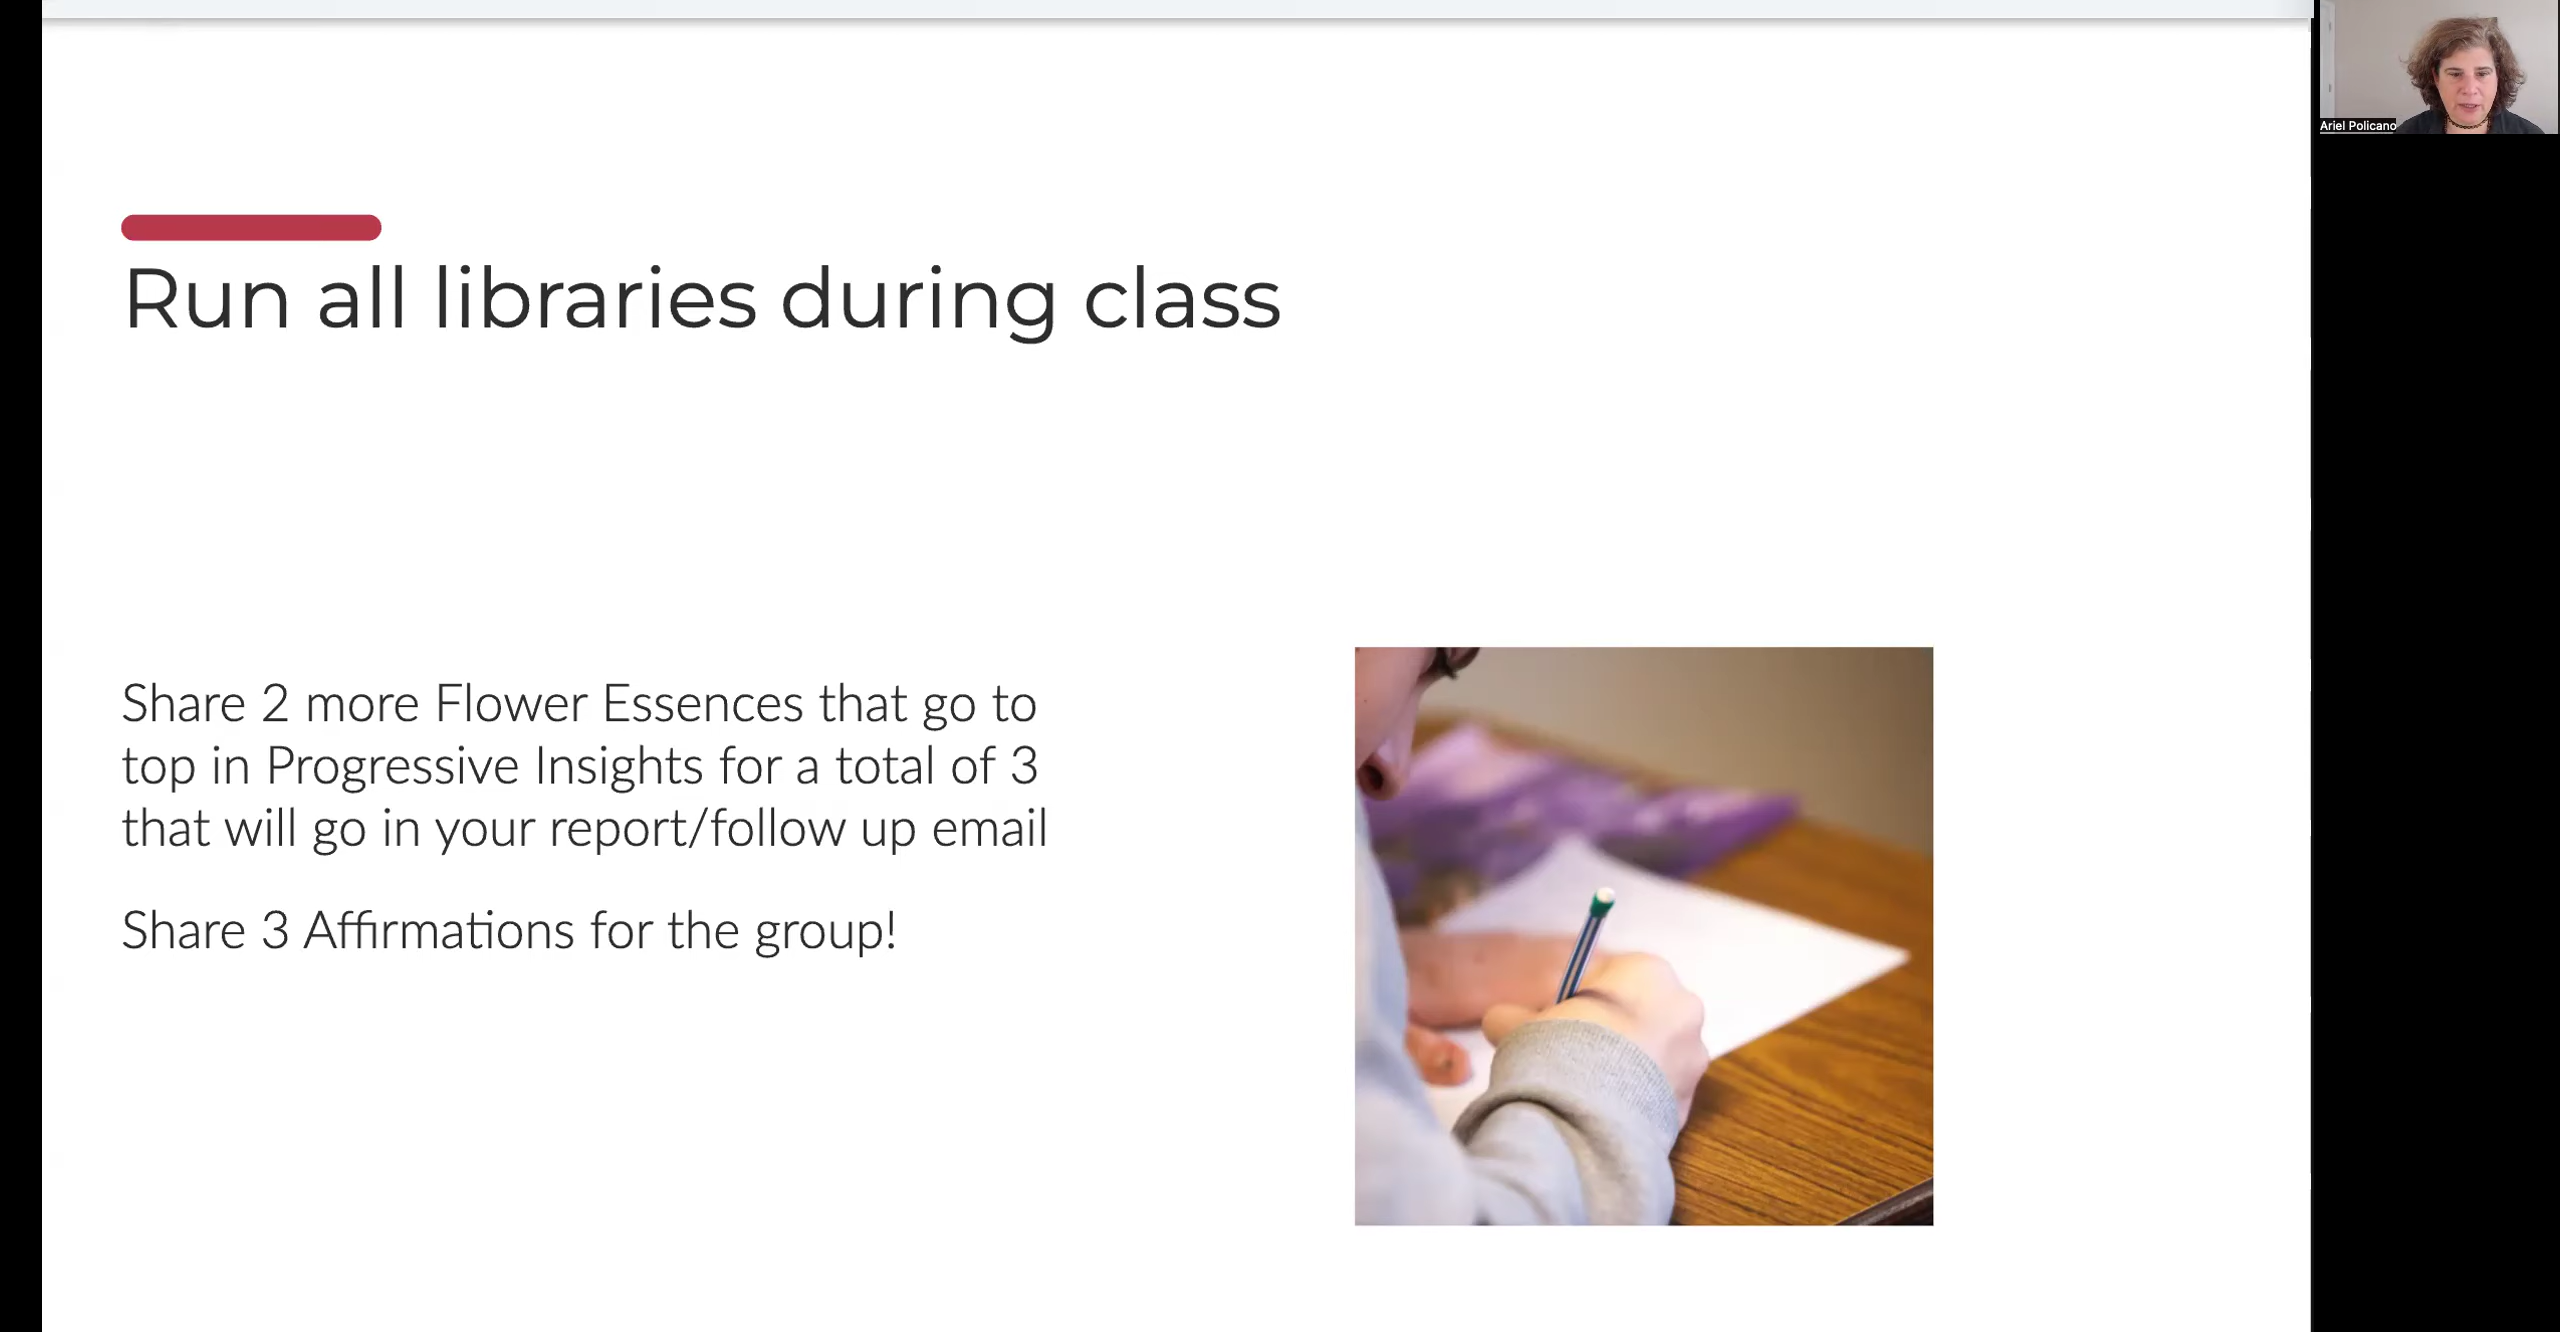 Ariel Policano
Run all libraries during class
Share 2 more Flower Essences that go to
top in Progressive Insights for a total of 3
that will go in your report/follow up email
Share 3 Affirmations for the group!